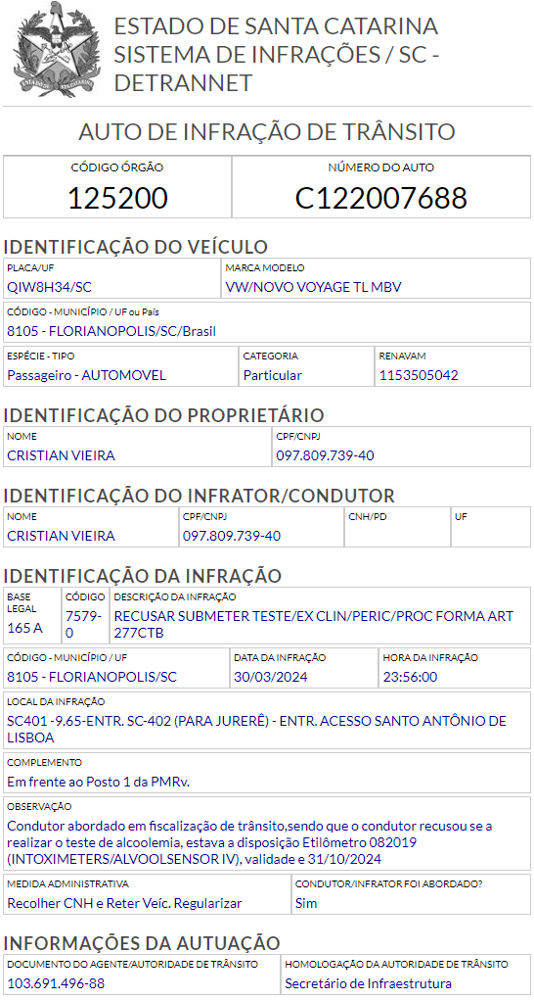 ESTADO DE SANTA CATARINA
SISTEMA DE INFRAÇÕES / SC -
DETRANNET
ESTADO DE SANTA CATARINA
AUTO DE INFRAÇÃO DE TRÂNSITO
CÓDIGO ÓRGÃO
125200
NÚMERO DO AUTO
C122007688
IDENTIFICAÇÃO DO VEÍCULO
PLACA/UF
QIW8H34/SC
MARCA MODELO
VW/NOVO VOYAGE TL MBV
CÓDIGO - MUNICÍPIO / UF ou País
8105 - FLORIANOPOLIS/SC/Brasil
ESPÉCIE - TIPO
Passageiro - AUTOMOVEL
CATEGORIA
Particular
RENAVAM
1153505042
IDENTIFICAÇÃO DO PROPRIETÁRIO
NOME
CRISTIAN VIEIRA
CPF/CNPJ
097.809.739-40
IDENTIFICAÇÃO DO INFRATOR/CONDUTOR
NOME
CRISTIAN VIEIRA
CPF/CNPJ
097.809.739-40
CNH/PD
UF
IDENTIFICAÇÃO DA INFRAÇÃO
BASE
LEGAL
165 A
CÓDIGO
7579-
0
DESCRIÇÃO DA INFRAÇÃO
RECUSAR SUBMETER TESTE/EX CLIN/PERIC/PROC FORMA ART
277CTB
CÓDIGO - MUNICÍPIO / UF
8105 - FLORIANOPOLIS/SC
DATA DA INFRAÇÃO
30/03/2024
HORA DA INFRAÇÃO
23:56:00
LOCAL DA INFRAÇÃO
SC401 -9.65-ENTR. SC-402 (PARA JURERÊ) - ENTR. ACESSO SANTO ANTÔNIO DE
LISBOA
COMPLEMENTO
Em frente ao Posto 1 da PMRv.
OBSERVAÇÃO
Condutor abordado em fiscalização de trânsito,sendo que o condutor recusou se a
realizar o teste de alcoolemia, estava a disposição Etilômetro 082019
(INTOXIMETERS/ALVOOLSENSOR IV), validade e 31/10/2024
MEDIDA ADMINISTRATIVA
Recolher CNH e Reter Veíc. Regularizar
CONDUTOR/INFRATOR FOI ABORDADO?
Sim
INFORMAÇÕES DA AUTUAÇÃO
DOCUMENTO DO AGENTE/AUTORIDADE DE TRÂNSITO
103.691.496-88
HOMOLOGAÇÃO DA AUTORIDADE DE TRÂNSITO
Secretário de Infraestrutura